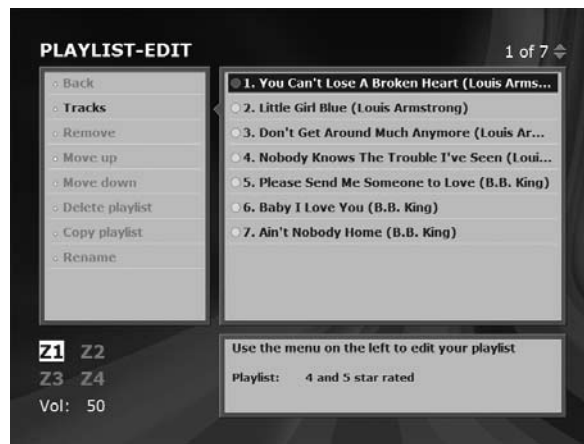 PLAYLIST-EDIT
1 of 7
Back
Tracks
Remove
Move up
Move down
Delete playlist
Copy playlist
Rename
1. You Can't Lose A Broken Heart (Louis Arms...
2. Little Girl Blue (Louis Armstrong)
3. Don't Get Around Much Anymore (Louis Ar...
4. Nobody Knows The Trouble I've Seen (Loui...
5. Please Send Me Someone to Love (B.B. King)
6. Baby I Love You (B.B. King)
7. Ain't Nobody Home (B.B. King)
Z1 Z2
Z3 Z4
Vol: 50
Use the menu on the left to edit your playlist
Playlist: 4 and 5 star rated